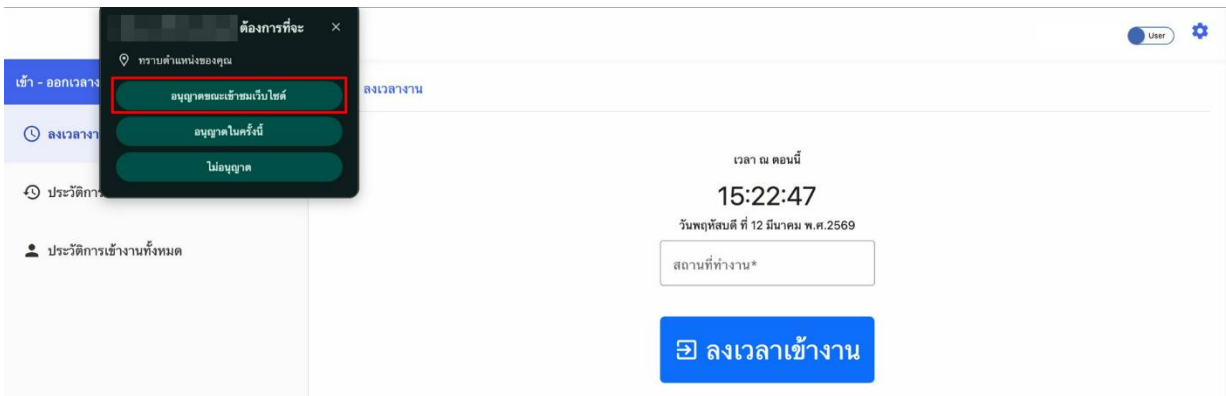 ต้องการที่จะ
ทราบตำแหน่งของคุณ
อนุญาตขณะเข้าชมเว็บไซต์
อนุญาตในครั้งนี้
ไม่อนุญาต
User
เข้า - ออกเวลาง
ลงเวลางา
ประวัติการ
ประวัติการเข้างานทั้งหมด
ลงเวลางาน
เวลา ณ ตอนนี้
15:22:47
วันพฤหัสบดี ที่ 12 มีนาคม พ.ศ.2569
สถานที่ทำงาน*
ลงเวลาเข้างาน